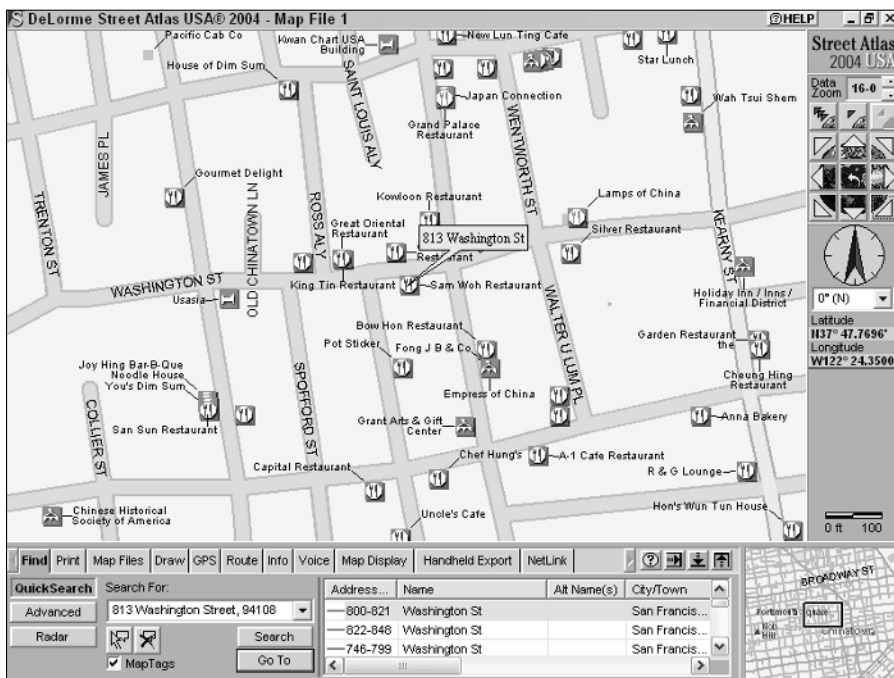 DeLorme Street Atlas USA® 2004 - Map File 1
HELP
Pacific Cab Co
Kwan Chart USA
Building
New Lun Ting Cafe
Star Lunch
House of Dim Sum
SAINT LOUIS ALY
Japan Connection
Grand Palace
Restaurant
WENTWORTH ST
Wah Tsui Shem
JAMES PL
TRENTON ST
Gourmet Delight
OLD CHINATOWN LN
ROSS ALY
Kowloon Restaurant
Great Oriental
Restaurant
Lamps of China
Silver Restaurant
KEARNY ST
813 Washington St
Restaurant
WASHINGTON ST
Usasia
King Tin Restaurant
Sam Woh Restaurant
WALTER U LUM PL
Holiday Inn / Inns /
Financial District
Bow Hon Restaurant
Pot Sticker
Fong J B & Co
Garden Restaurant
the
Joy Hing Bar-B-Que
Noodle House
You's Dim Sum
Empress of China
Cheung Hing
Restaurant
COLLIER ST
SPOFFORD ST
San Sun Restaurant
Grant Arts & Gift
Center
Anna Bakery
Capital Restaurant
Chef Hung's
A-1 Cafe Restaurant
R & G Lounge
Chinese Historical
Society of America
Uncle's Cafe
Hon's Wun Tun House
Street Atlas
2004 USA
Data
Zoom
16-0
0° (N)
Latitude
N37° 47.7696'
Longitude
W122° 24.3500
0 ft 100
Find Print Map Files Draw GPS Route Info Voice Map Display Handheld Export NetLink
QuickSearch
Advanced
Radar
Search For:
813 Washington Street, 94108
MapTags
Search
Go To
Address... Name Alt Name(s) City/Town
800-821 Washington St San Francis...
822-848 Washington St San Francis...
746-799 Washington St San Francis...
BROADWAY ST
Portsmouth Square
Nob
Hill
Chinatown